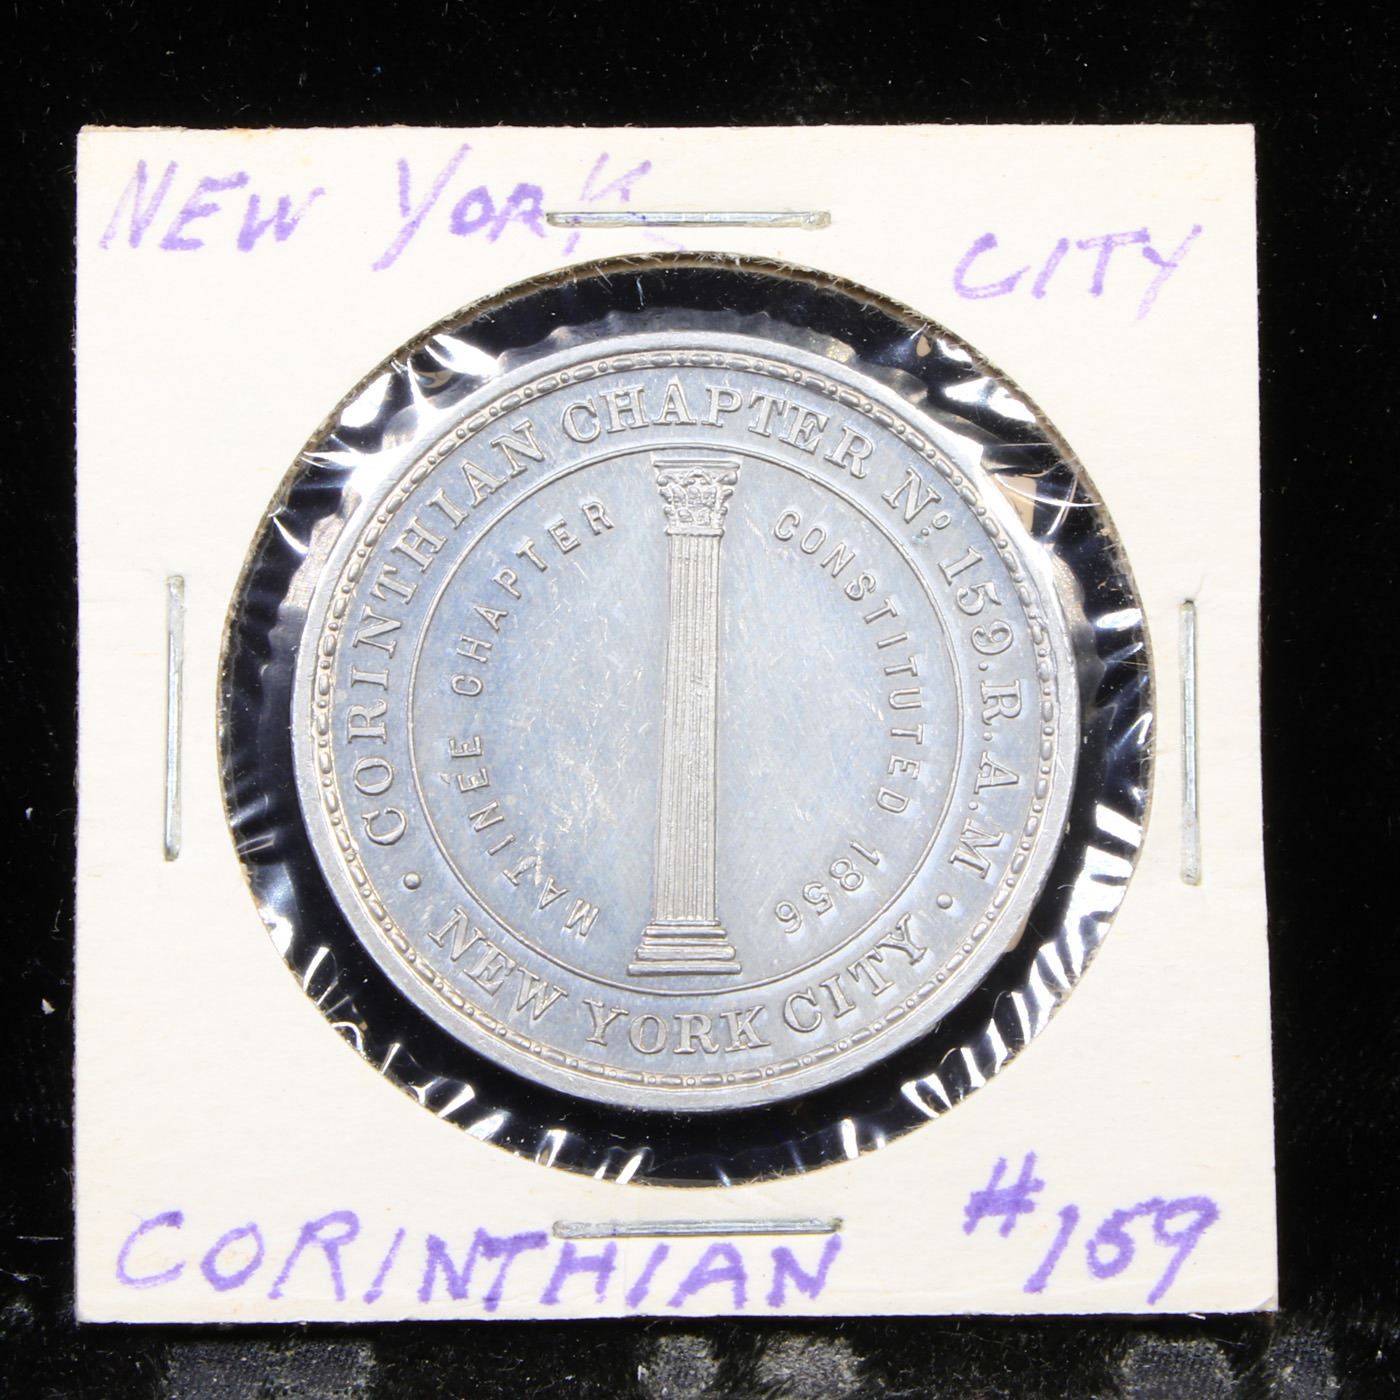 NEW YORK CITY
CORINTHIAN CHAPTER No. 159. R. A. M.
MATINÉE CHAPTER
CONSTITUTED 1856
NEW YORK CITY
CORINTHIAN #159